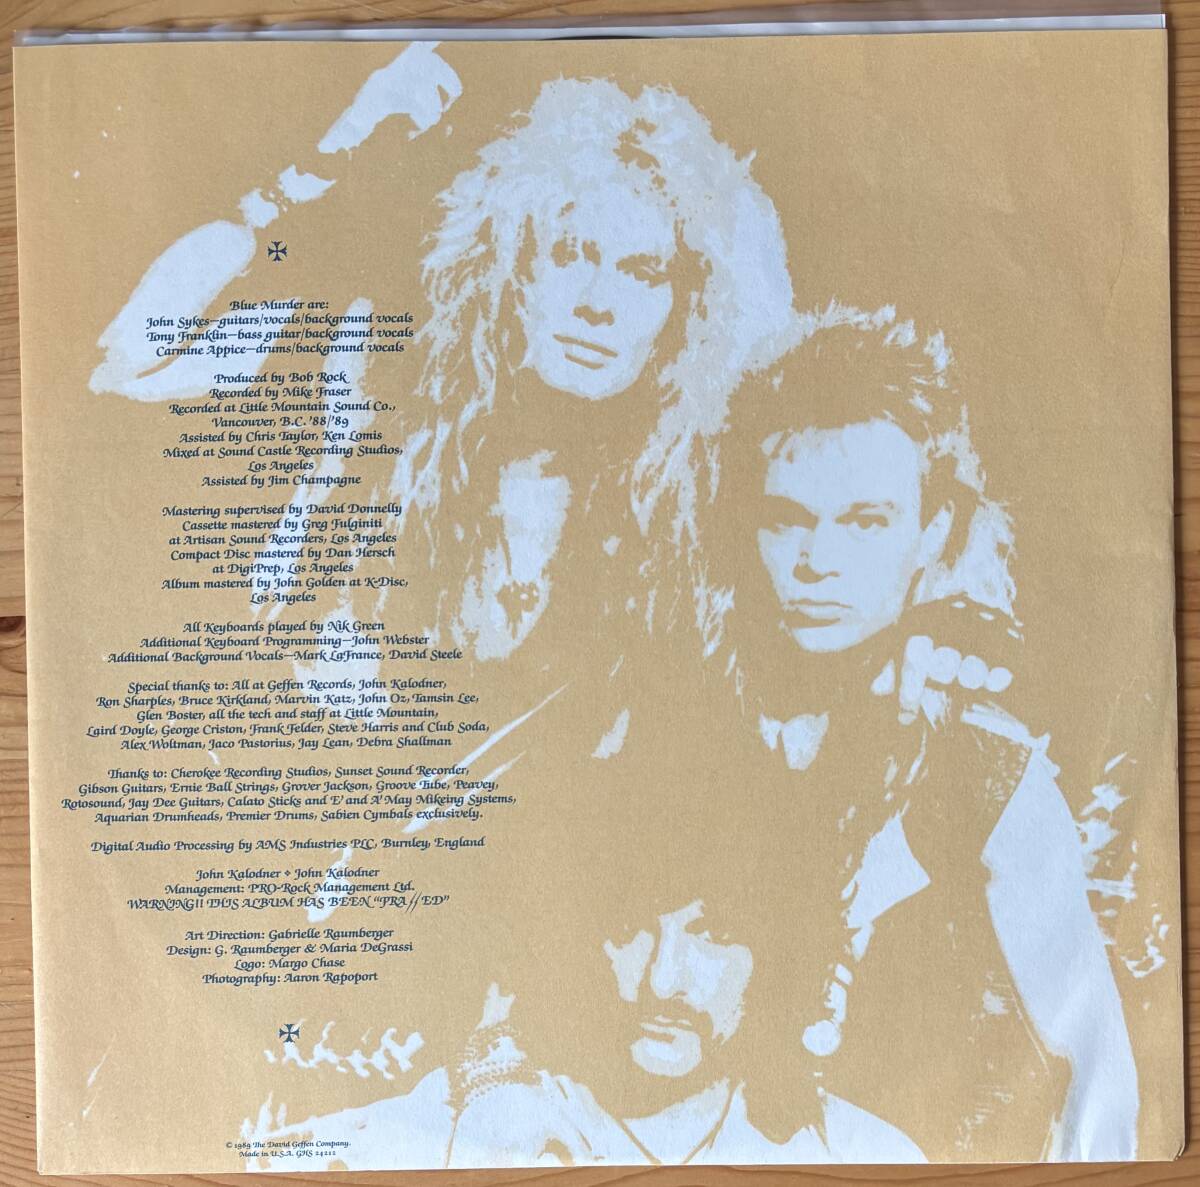 Blue Murder are:
John Sykes—guitars/vocals/background vocals
Tony Franklin—bass guitar/background vocals
Carmine Appice—drums/background vocals
Produced by Bob Rock
Recorded by Mike Fraser
Recorded at Little Mountain Sound Co.,
Vancouver, B.C. '88/'89
Assisted by Chris Taylor, Ken Lomis
Mixed at Sound Castle Recording Studios,
Los Angeles
Assisted by Jim Champagne
Mastering supervised by David Donnelly
Cassette mastered by Greg Fulginiti
at Artisan Sound Recorders, Los Angeles
Compact Disc mastered by Dan Hersch
at DigiPrep, Los Angeles
Album mastered by John Golden at K-Disc,
Los Angeles
All Keyboards played by Nik Green
Additional Keyboard Programming—John Webster
Additional Background Vocals—Mark LaFrance, David Steele
Special thanks to: All at Geffen Records, John Kalodner,
Ron Sharples, Bruce Kirkland, Marvin Katz, John Oz, Tamsin Lee,
Glen Boster, all the tech and staff at Little Mountain,
Laird Doyle, George Criston, Frank Felder, Steve Harris and Club Soda,
Alex Woltman, Jaco Pastorius, Jay Lean, Debra Shallman
Thanks to: Cherokee Recording Studios, Sunset Sound Recorder,
Gibson Guitars, Ernie Ball Strings, Grover Jackson, Groove Tube, Peavey,
Rotosound, Jay Dee Guitars, Calato Sticks and E' and A' May Mikeing Systems,
Aquarian Drumheads, Premier Drums, Sabien Cymbals exclusively.
Digital Audio Processing by AMS Industries PLC, Burnley, England
John Kalodner ✦ John Kalodner
Management: PRO-Rock Management Ltd.
WARNING!! THIS ALBUM HAS BEEN "FRA//ED"
Art Direction: Gabrielle Raumberger
Design: G. Raumberger & Maria DeGrassi
Logo: Margo Chase
Photography: Aaron Rapoport
© 1989 The David Geffen Company.
Made in U.S.A. GHS 24212